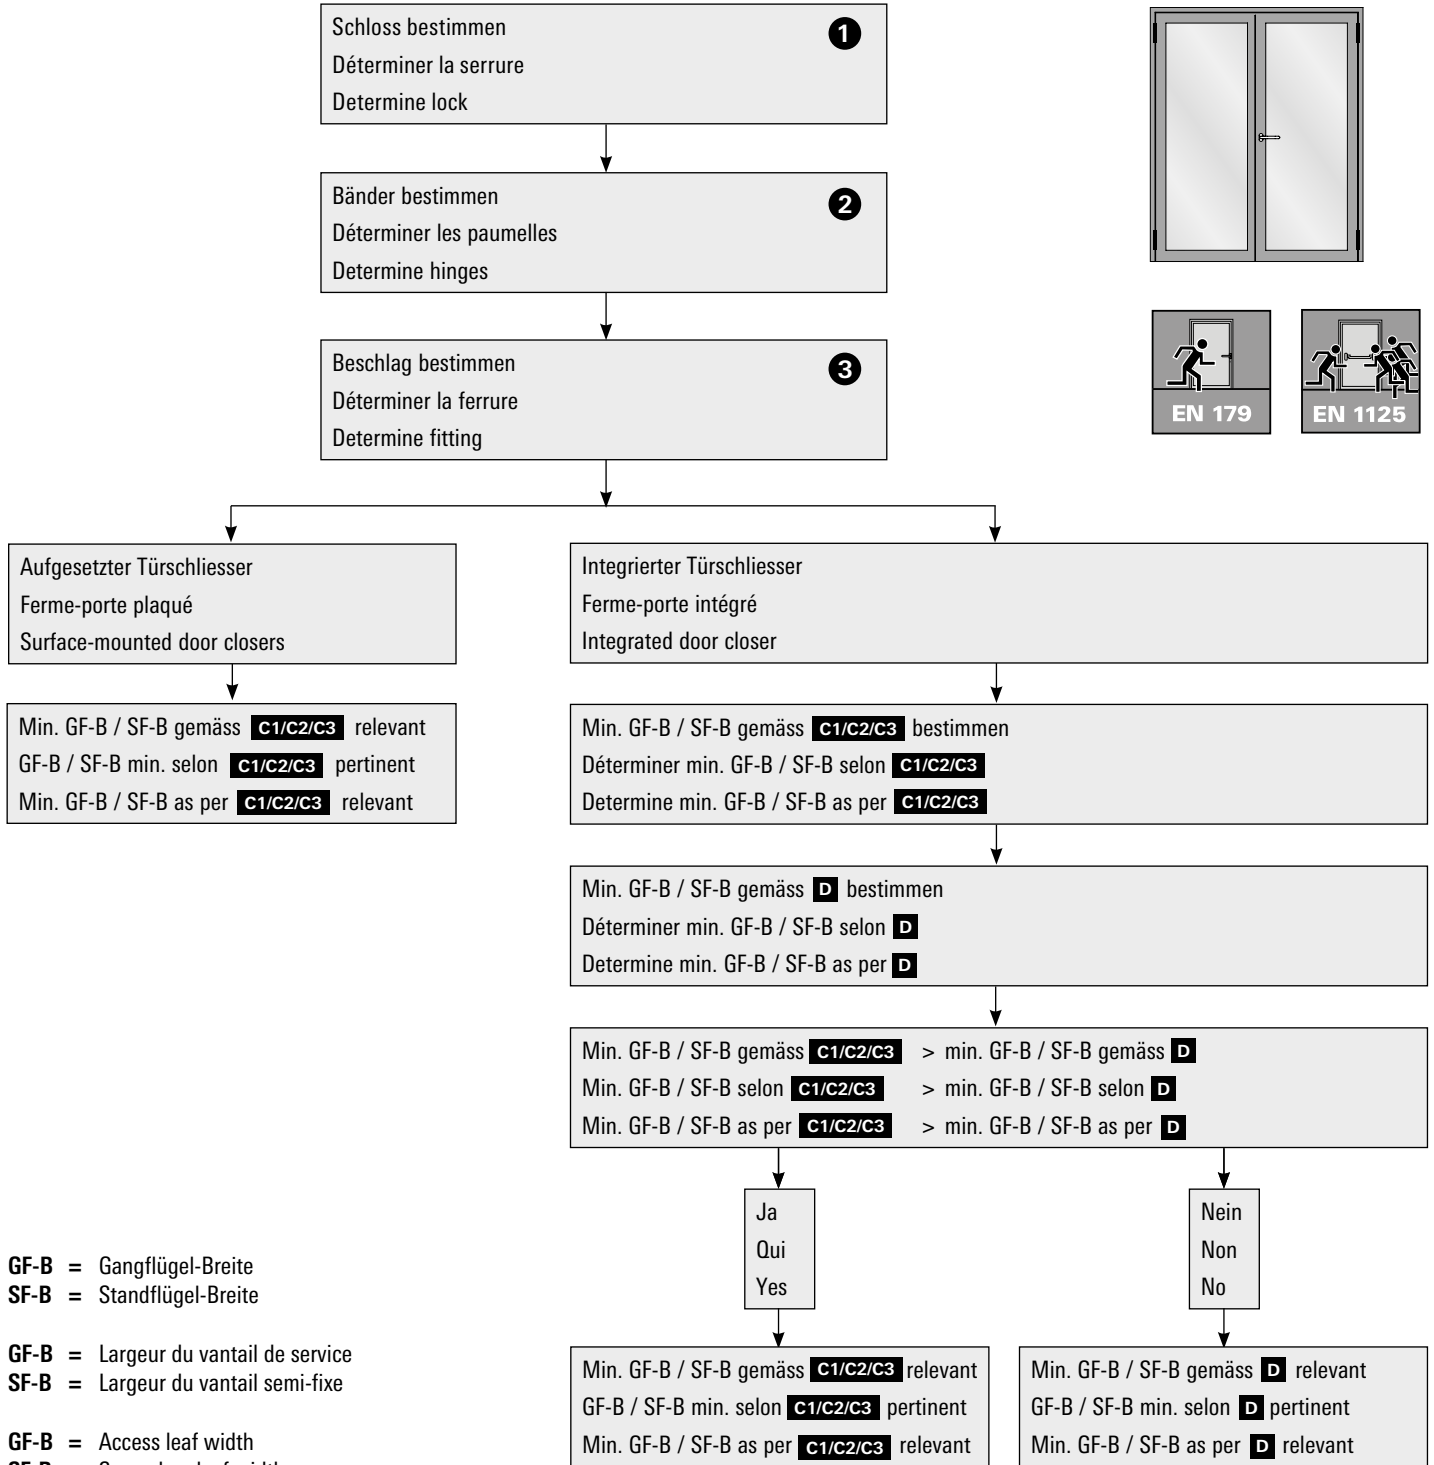 Schloss bestimmen ❶
Déterminer la serrure
Determine lock
Bänder bestimmen ❷
Déterminer les paumelles
Determine hinges
Beschlag bestimmen ❸
Déterminer la ferrure
Determine fitting
EN 179
EN 1125
Aufgesetzter Türschliesser
Ferme-porte plaqué
Surface-mounted door closers
Min. GF-B / SF-B gemäss C1/C2/C3 relevant
GF-B / SF-B min. selon C1/C2/C3 pertinent
Min. GF-B / SF-B as per C1/C2/C3 relevant
Integrierter Türschliesser
Ferme-porte intégré
Integrated door closer
Min. GF-B / SF-B gemäss C1/C2/C3 bestimmen
Déterminer min. GF-B / SF-B selon C1/C2/C3
Determine min. GF-B / SF-B as per C1/C2/C3
Min. GF-B / SF-B gemäss D bestimmen
Déterminer min. GF-B / SF-B selon D
Determine min. GF-B / SF-B as per D
Min. GF-B / SF-B gemäss C1/C2/C3 > min. GF-B / SF-B gemäss D
Min. GF-B / SF-B selon C1/C2/C3 > min. GF-B / SF-B selon D
Min. GF-B / SF-B as per C1/C2/C3 > min. GF-B / SF-B as per D
Ja
Qui
Yes
Nein
Non
No
Min. GF-B / SF-B gemäss C1/C2/C3 relevant
GF-B / SF-B min. selon C1/C2/C3 pertinent
Min. GF-B / SF-B as per C1/C2/C3 relevant
Min. GF-B / SF-B gemäss D relevant
GF-B / SF-B min. selon D pertinent
Min. GF-B / SF-B as per D relevant
GF-B = Gangflügel-Breite
SF-B = Standflügel-Breite
GF-B = Largeur du vantail de service
SF-B = Largeur du vantail semi-fixe
GF-B = Access leaf width
SF-B =